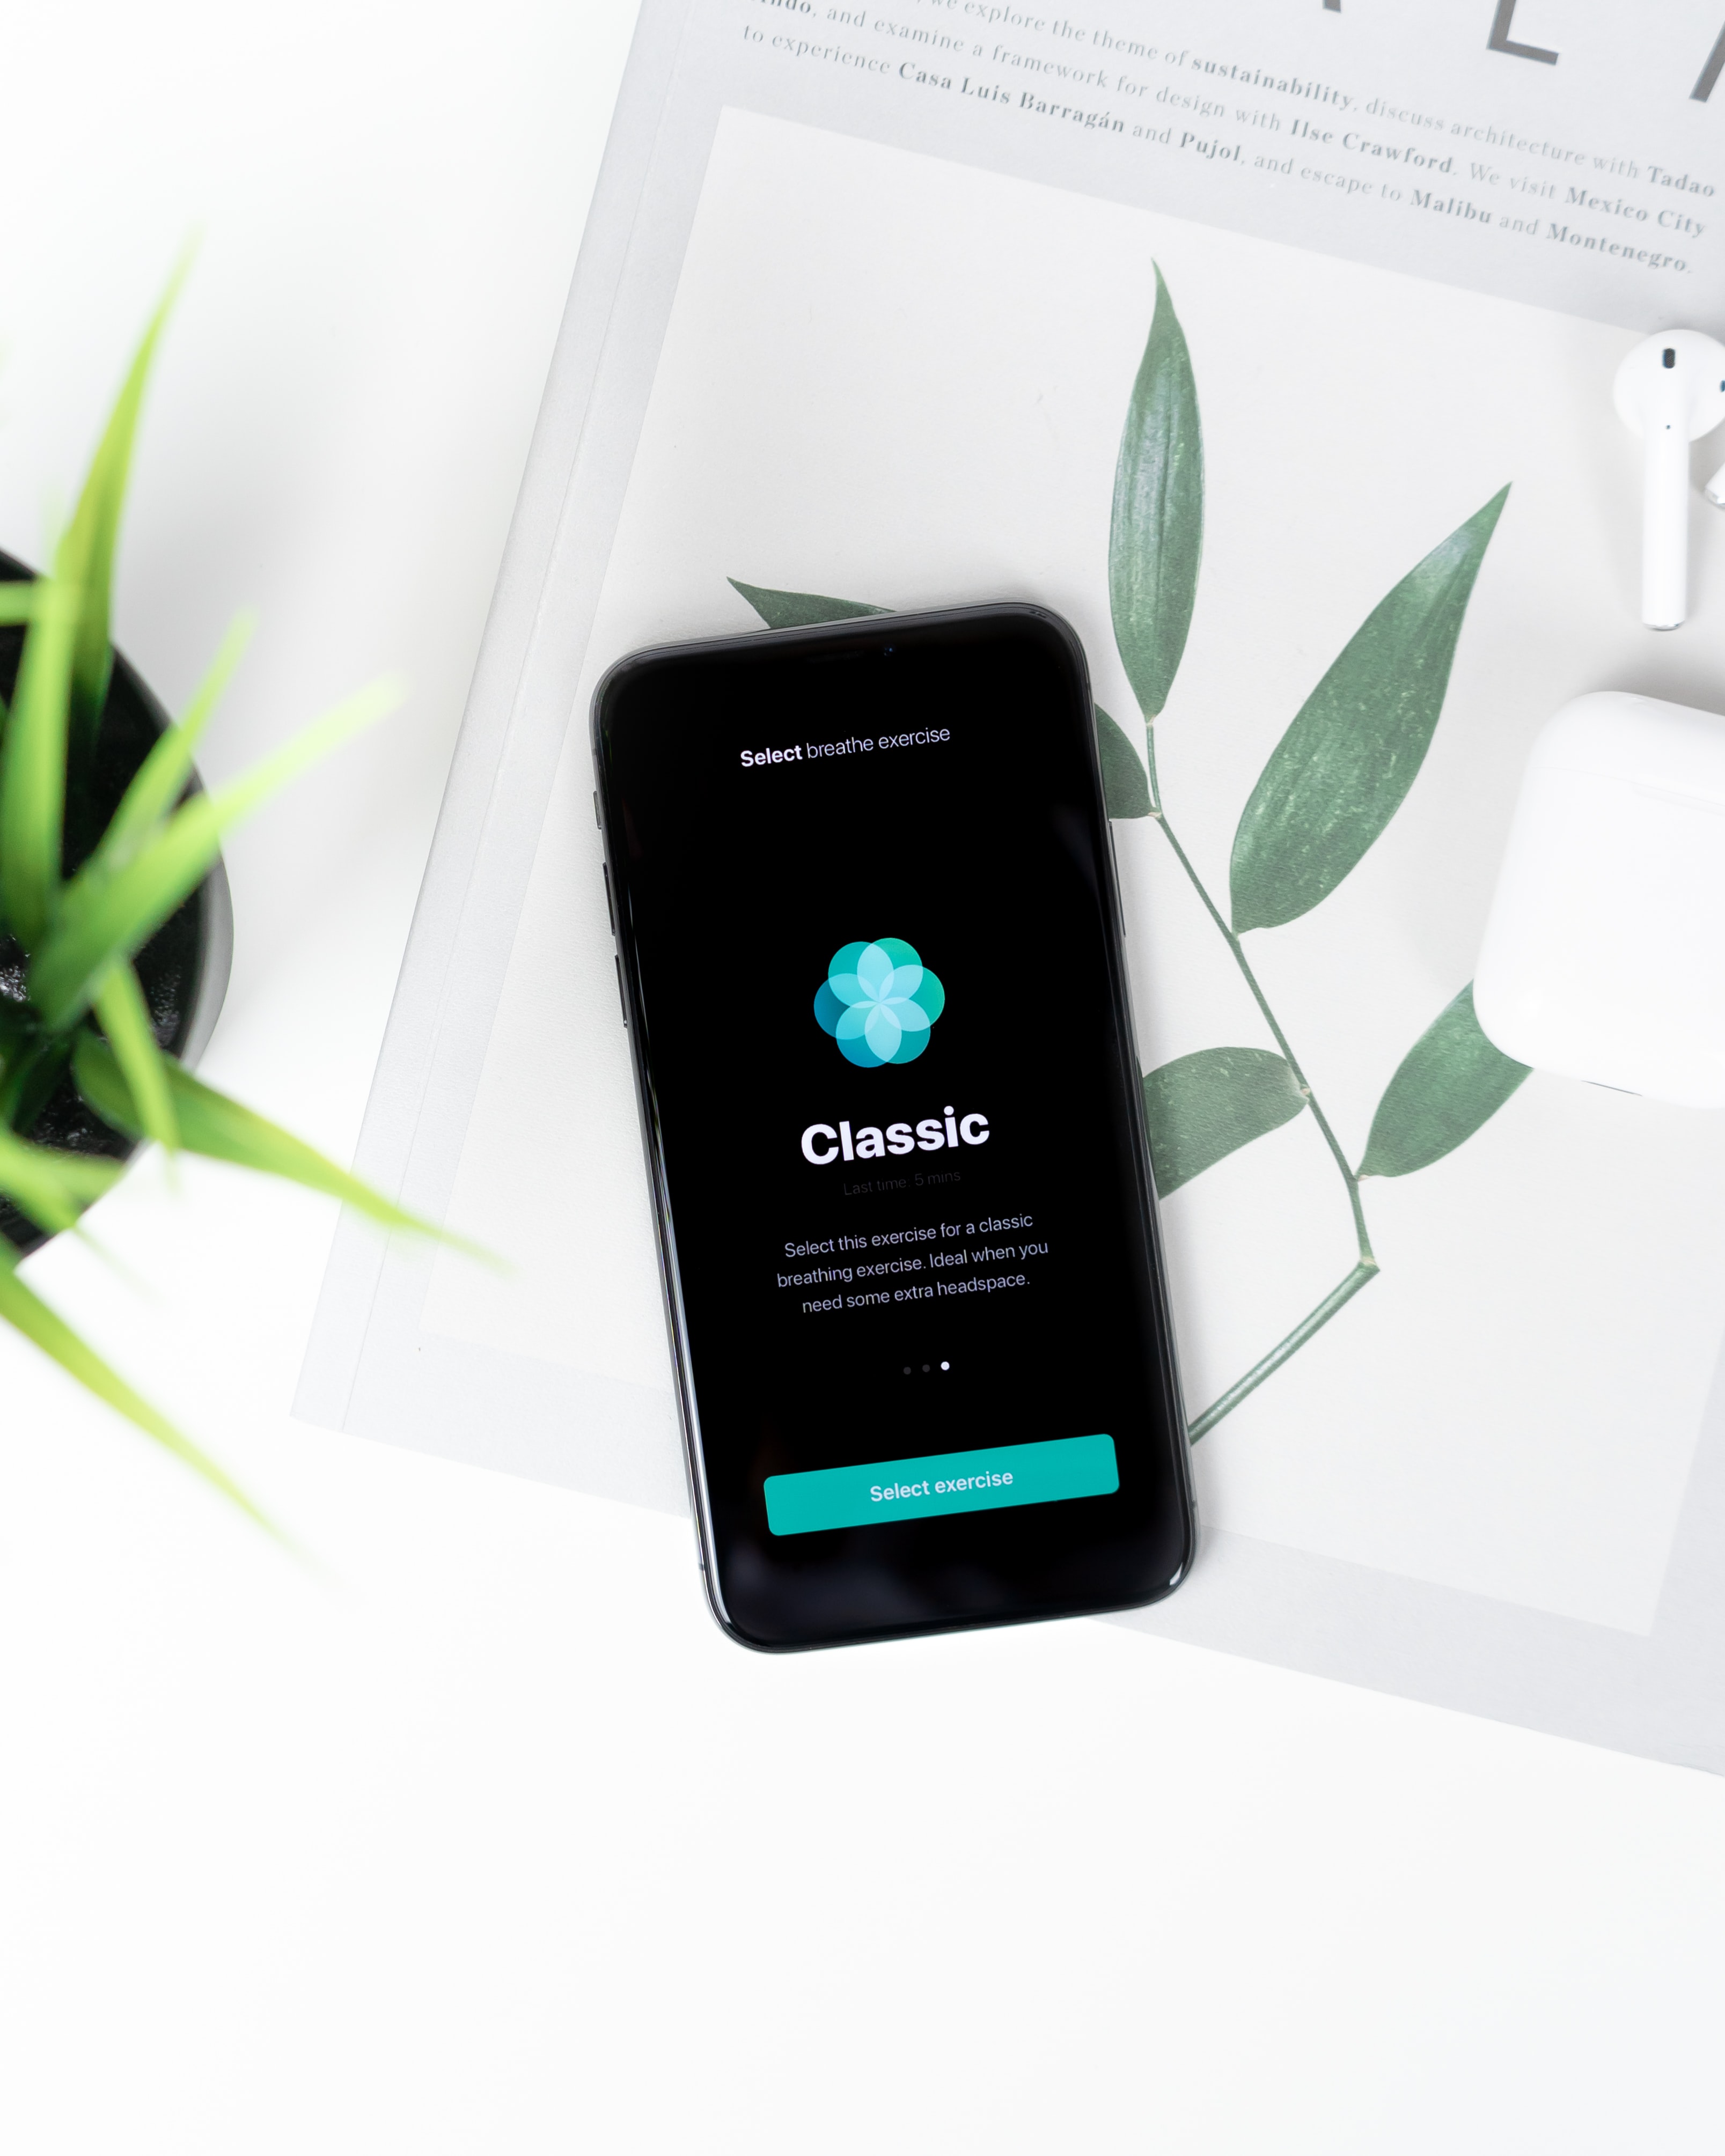 L
we explore the theme of sustainability, discuss architecture with Tadao
and examine a framework for design with Ilse Crawford. We visit Mexico City
to experience Casa Luis Barragán and Pujol, and escape to Malibu and Montenegro.
Select breathe exercise
Classic
Last time: 5 mins
Select this exercise for a classic
breathing exercise. Ideal when you
need some extra headspace.
Select exercise